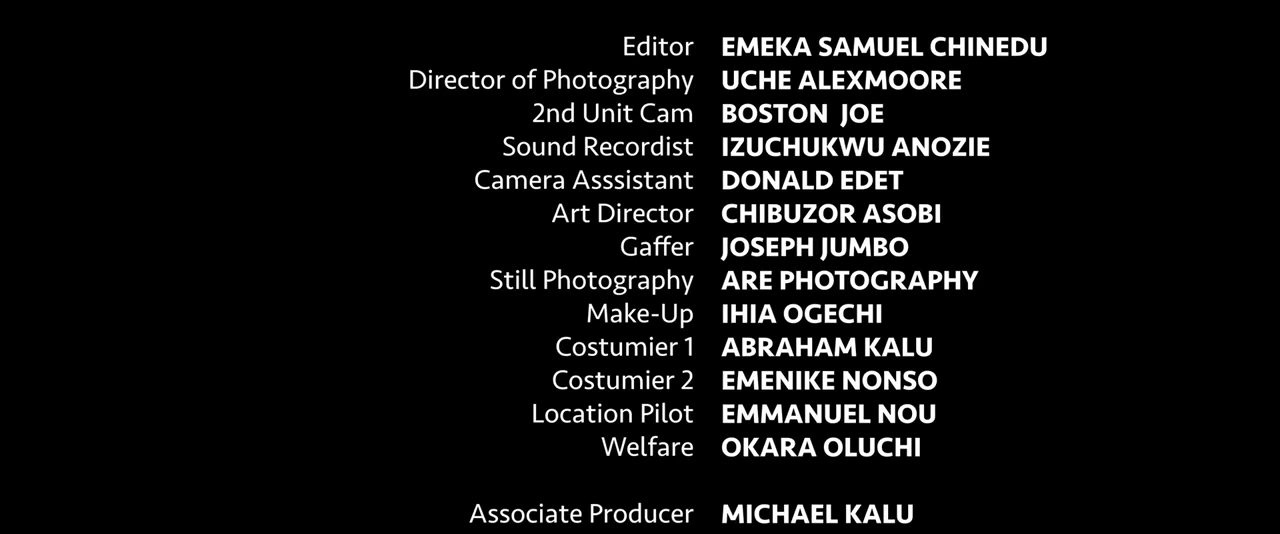 Editor EMEKA SAMUEL CHINEDU
Director of Photography UCHE ALEXMOORE
2nd Unit Cam BOSTON JOE
Sound Recordist IZUCHUKWU ANOZIE
Camera Asssistant DONALD EDET
Art Director CHIBUZOR ASOBI
Gaffer JOSEPH JUMBO
Still Photography ARE PHOTOGRAPHY
Make-Up IHIA OGECHI
Costumier 1 ABRAHAM KALU
Costumier 2 EMENIKE NONSO
Location Pilot EMMANUEL NOU
Welfare OKARA OLUCHI
Associate Producer MICHAEL KALU